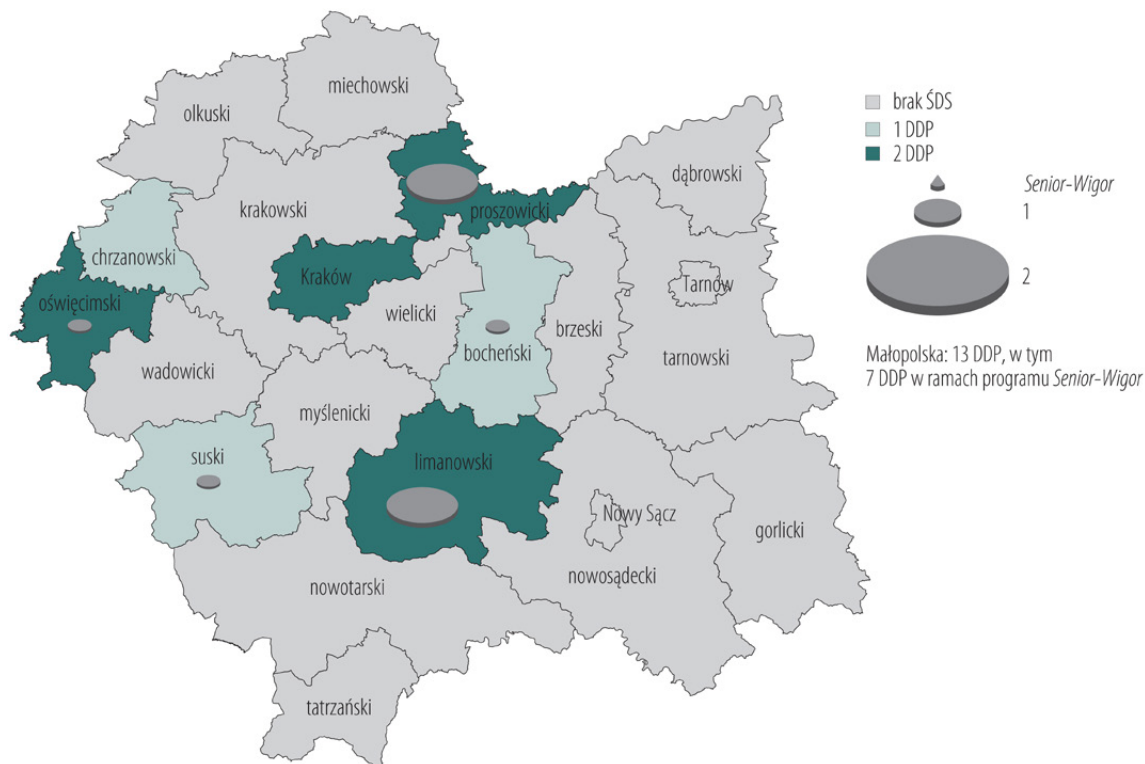 miechowski
olkuski
dąbrowski
krakowski
proszowicki
chrzanowski
Kraków
Tarnów
oświęcimski
wielicki
brzeski
bocheński
tarnowski
wadowicki
myślenicki
suski
limanowski
Nowy Sącz
gorlicki
nowosądecki
nowotarski
tatrzański
brak ŚDS
1 DDP
2 DDP
Senior-Wigor
1
2
Małopolska: 13 DDP, w tym
7 DDP w ramach programu Senior-Wigor